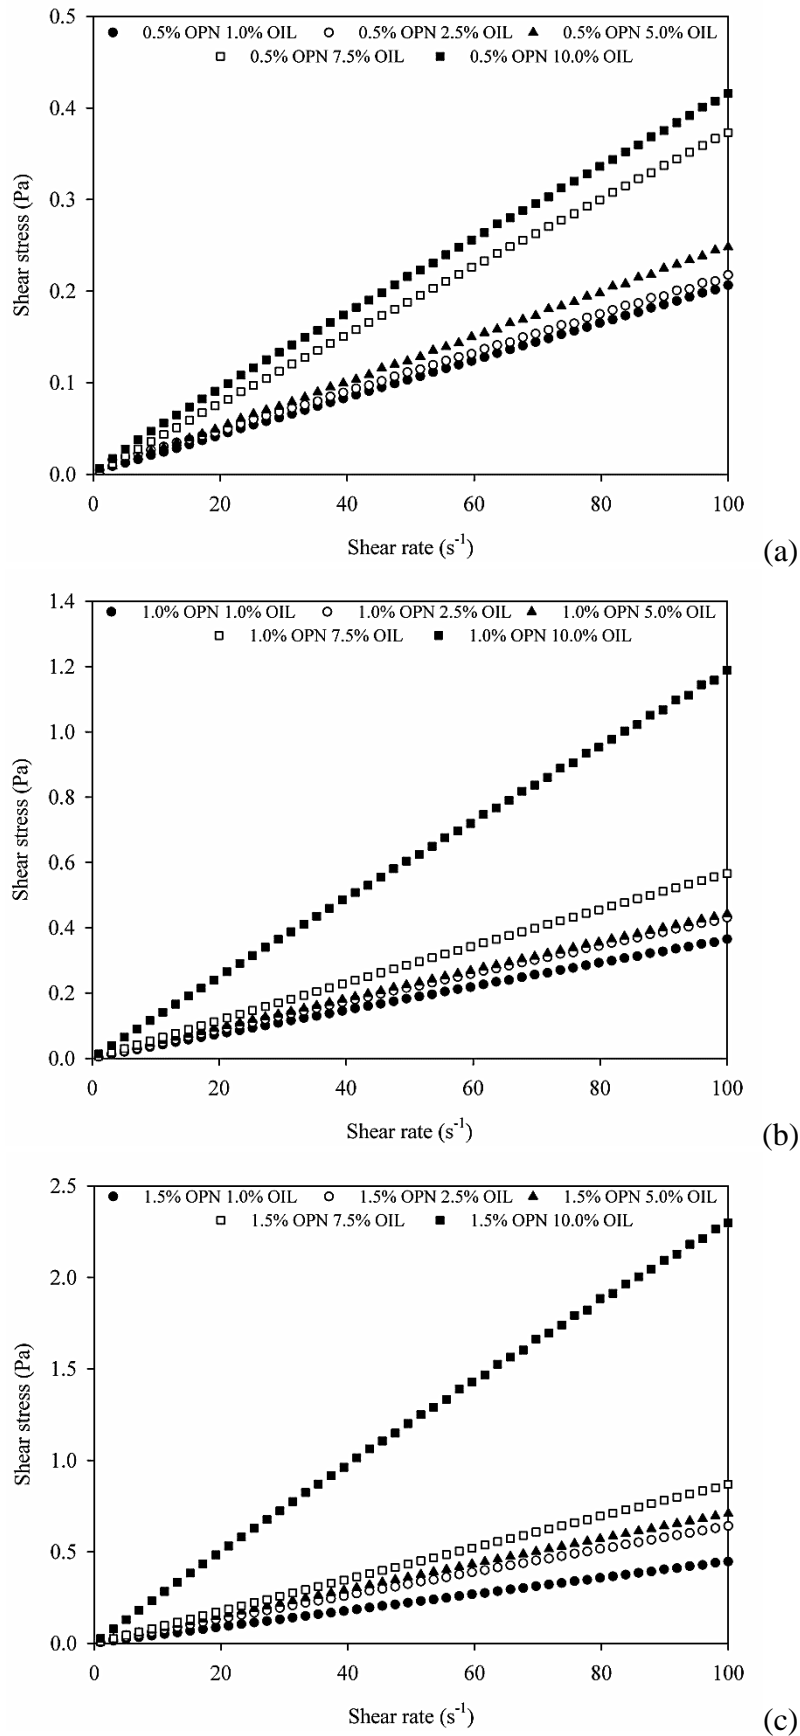 0.5
0.5% OPN 1.0% OIL 0.5% OPN 2.5% OIL 0.5% OPN 5.0% OIL
0.5% OPN 7.5% OIL 0.5% OPN 10.0% OIL
0.4
0.3
0.2
0.1
0.0
Shear stress (Pa)
0 20 40 60 80 100
Shear rate (s⁻¹)
(a)
1.4
1.0% OPN 1.0% OIL 1.0% OPN 2.5% OIL 1.0% OPN 5.0% OIL
1.0% OPN 7.5% OIL 1.0% OPN 10.0% OIL
1.2
1.0
0.8
0.6
0.4
0.2
0.0
Shear stress (Pa)
0 20 40 60 80 100
Shear rate (s⁻¹)
(b)
2.5
1.5% OPN 1.0% OIL 1.5% OPN 2.5% OIL 1.5% OPN 5.0% OIL
1.5% OPN 7.5% OIL 1.5% OPN 10.0% OIL
2.0
1.5
1.0
0.5
0.0
Shear stress (Pa)
0 20 40 60 80 100
Shear rate (s⁻¹)
(c)